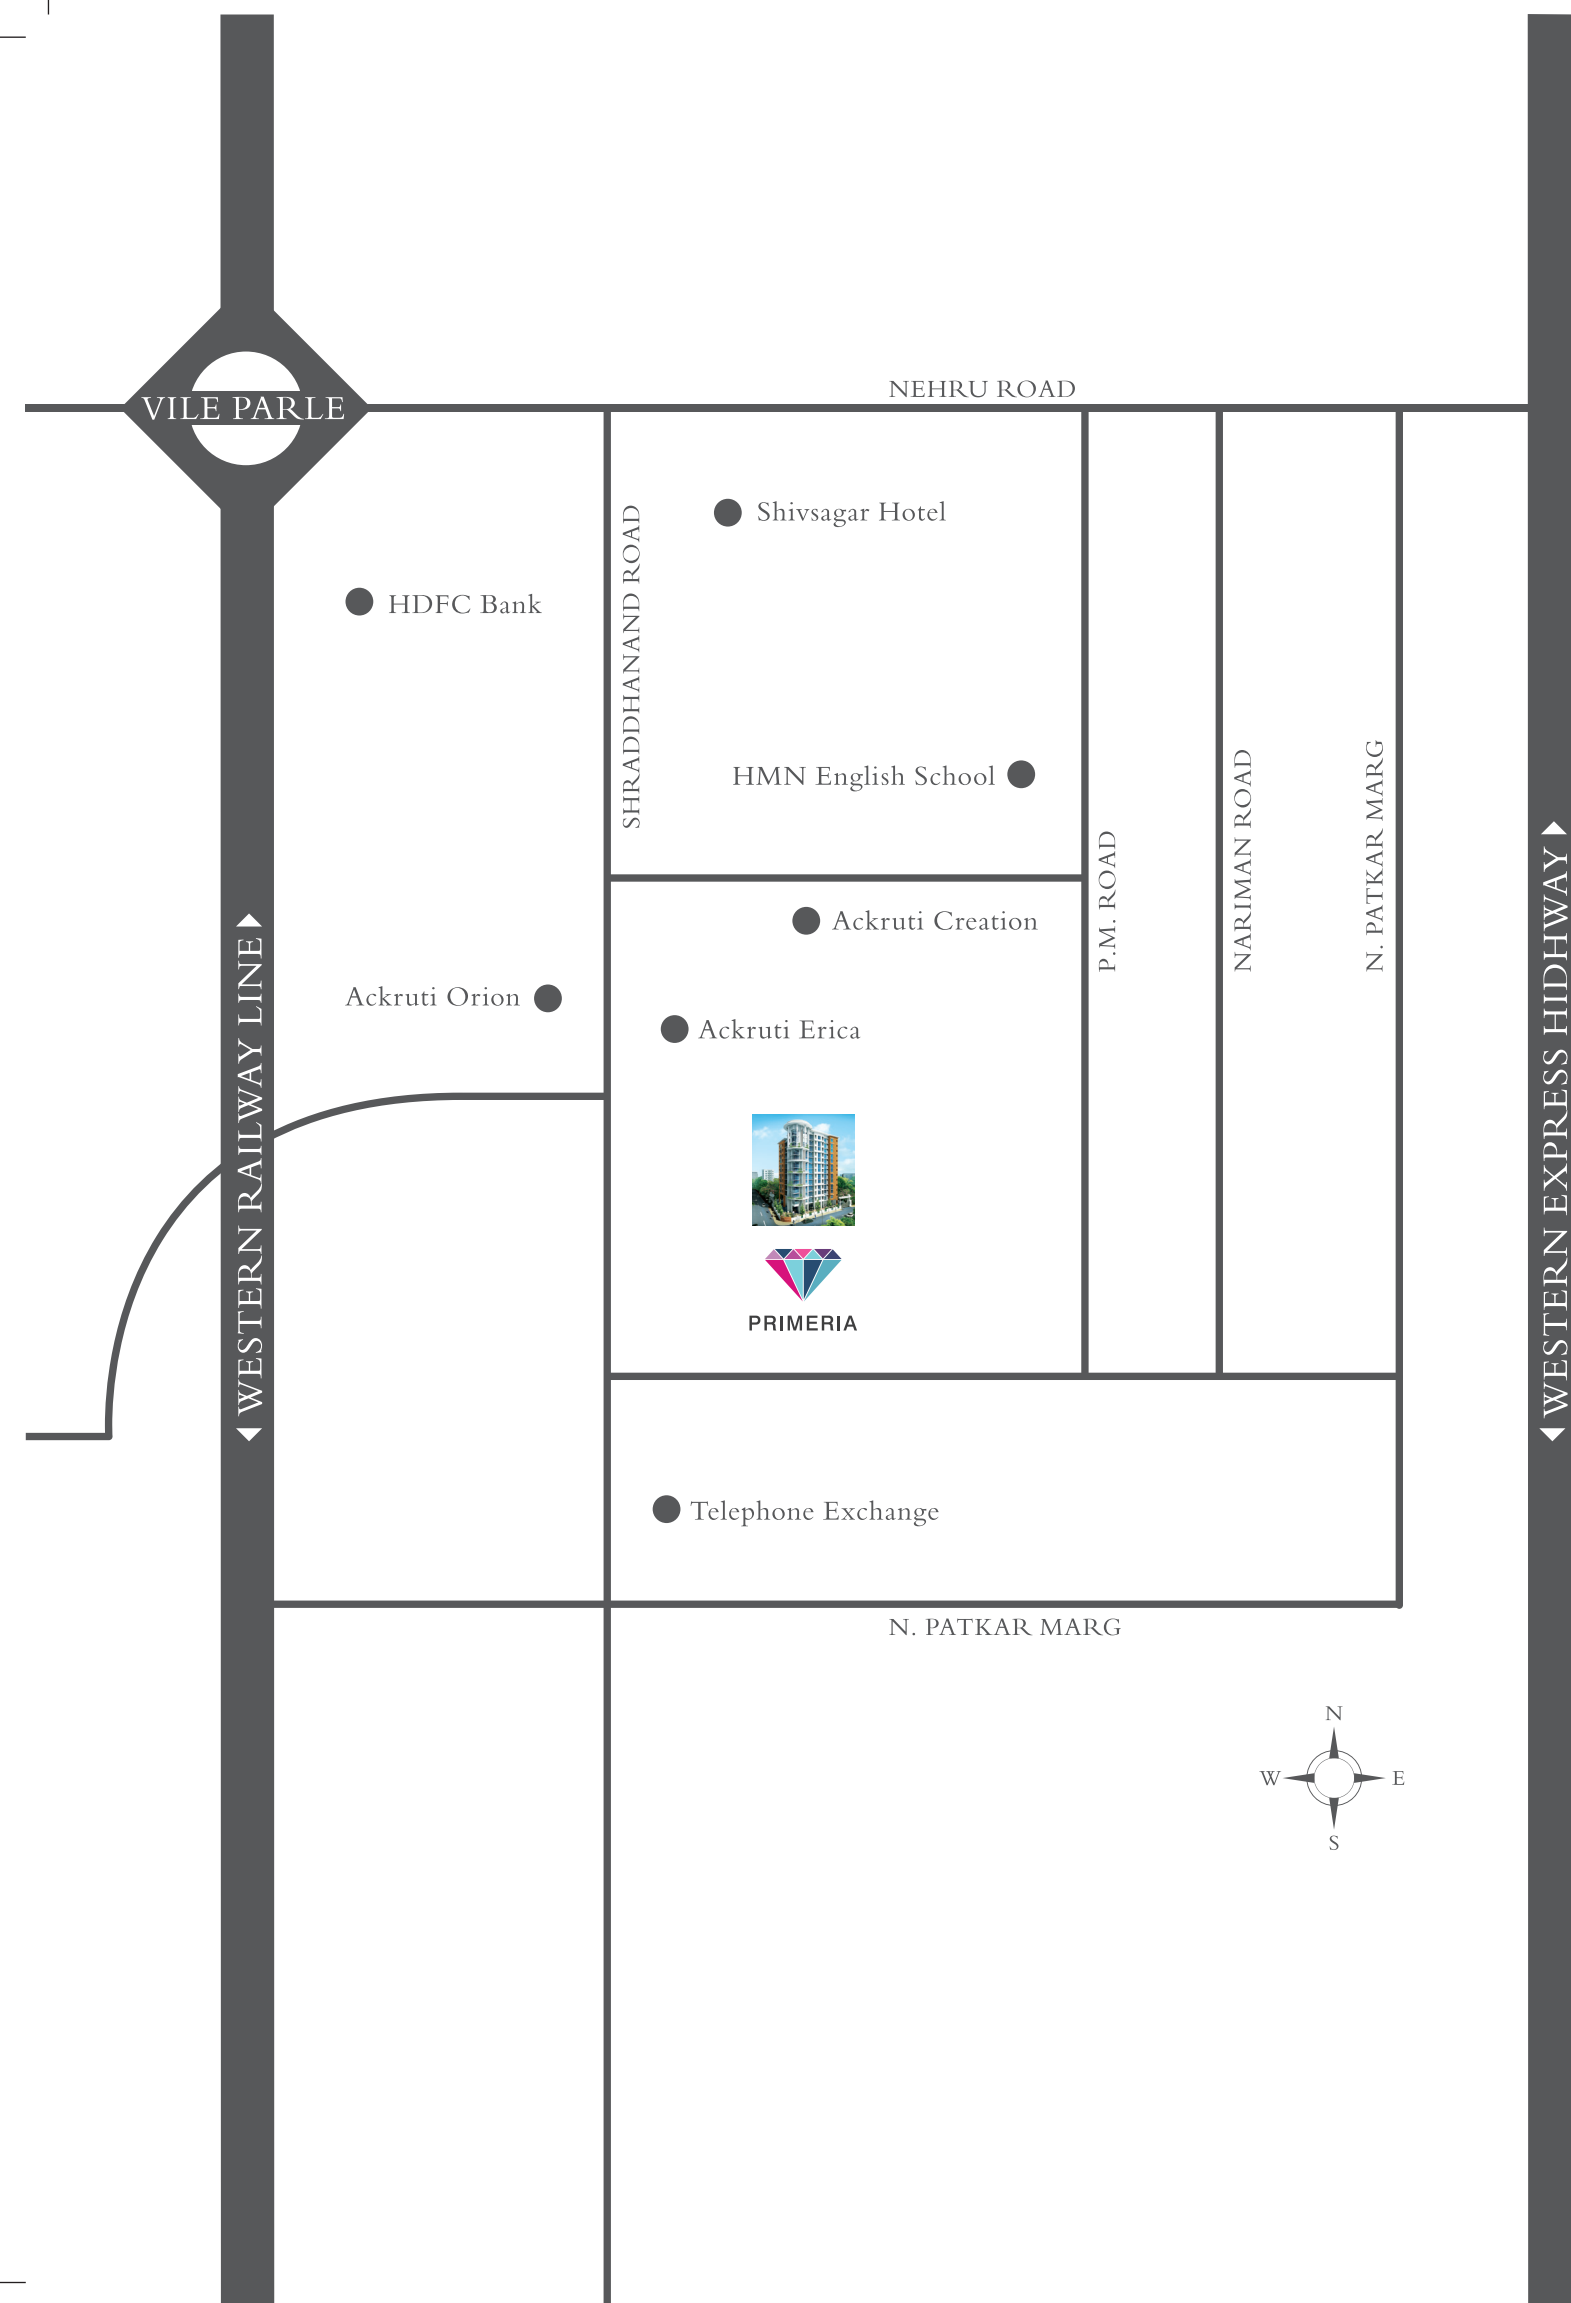 NEHRU ROAD
VILE PARLE
Shivsagar Hotel
SHRADDHANAND ROAD
HDFC Bank
HMN English School
N. PATKAR MARG
NARIMAN ROAD
P.M. ROAD
WESTERN EXPRESS HIDHWAY
Ackruti Creation
WESTERN RAILWAY LINE
Ackruti Orion
Ackruti Erica
PRIMERIA
Telephone Exchange
N. PATKAR MARG
N
W E
S